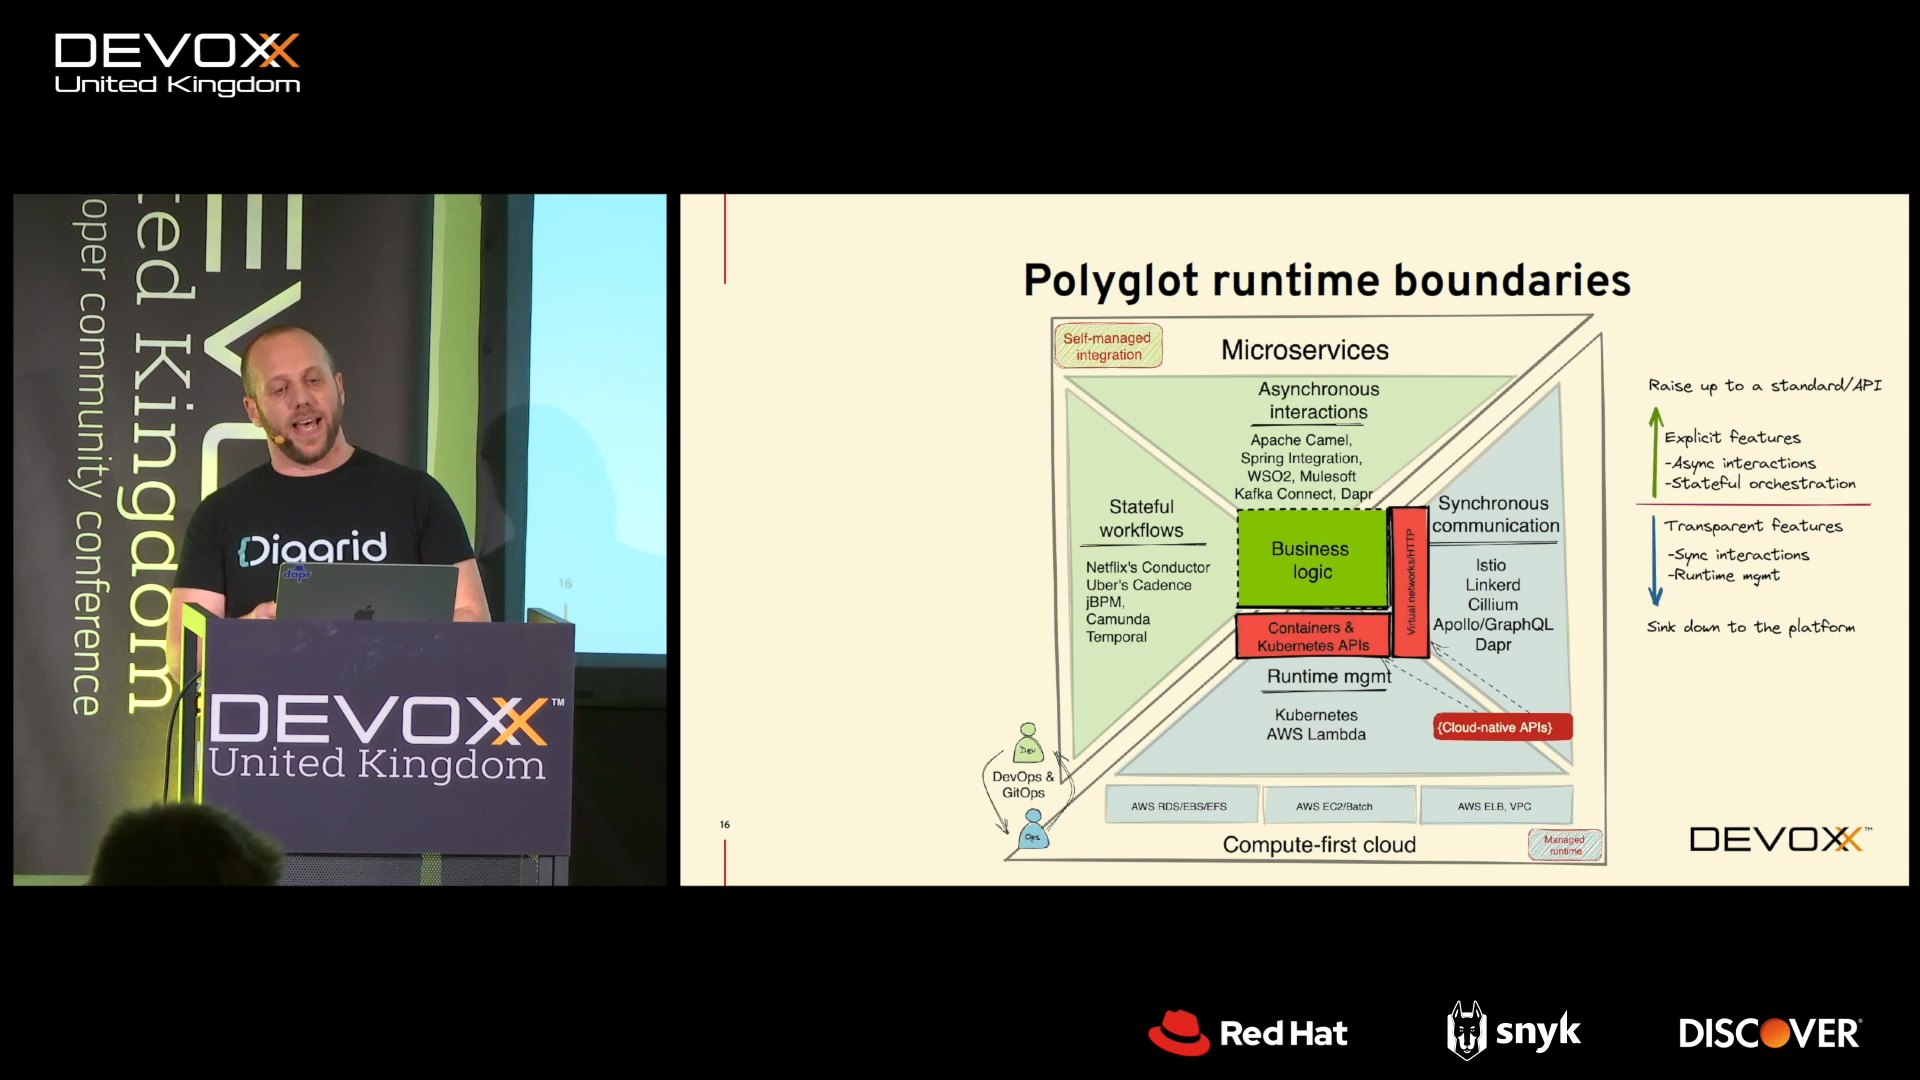 DEVOXX
United Kingdom
ted Kingdom
oper community conference
{Diagrid
dapr
16
DEVOXX™
United Kingdom
Polyglot runtime boundaries
Self-managed
integration
Microservices
Asynchronous
interactions
Apache Camel,
Spring Integration,
WSO2, Mulesoft
Kafka Connect, Dapr
Stateful
workflows
Netflix's Conductor
Uber's Cadence
jBPM,
Camunda
Temporal
Business
logic
Virtual networks/HTTP
Containers &
Kubernetes APIs
Synchronous
communication
Istio
Linkerd
Cillium
Apollo/GraphQL
Dapr
Runtime mgmt
Kubernetes
AWS Lambda
{Cloud-native APIs}
Dev
DevOps &
GitOps
Ops
AWS RDS/EBS/EFS
AWS EC2/Batch
AWS ELB, VPC
Compute-first cloud
Managed
runtime
Raise up to a standard/API
Explicit features
-Async interactions
-Stateful orchestration
Transparent features
-Sync interactions
-Runtime mgmt
Sink down to the platform
16
DEVOXX™
Red Hat
snyk
DISCOVER